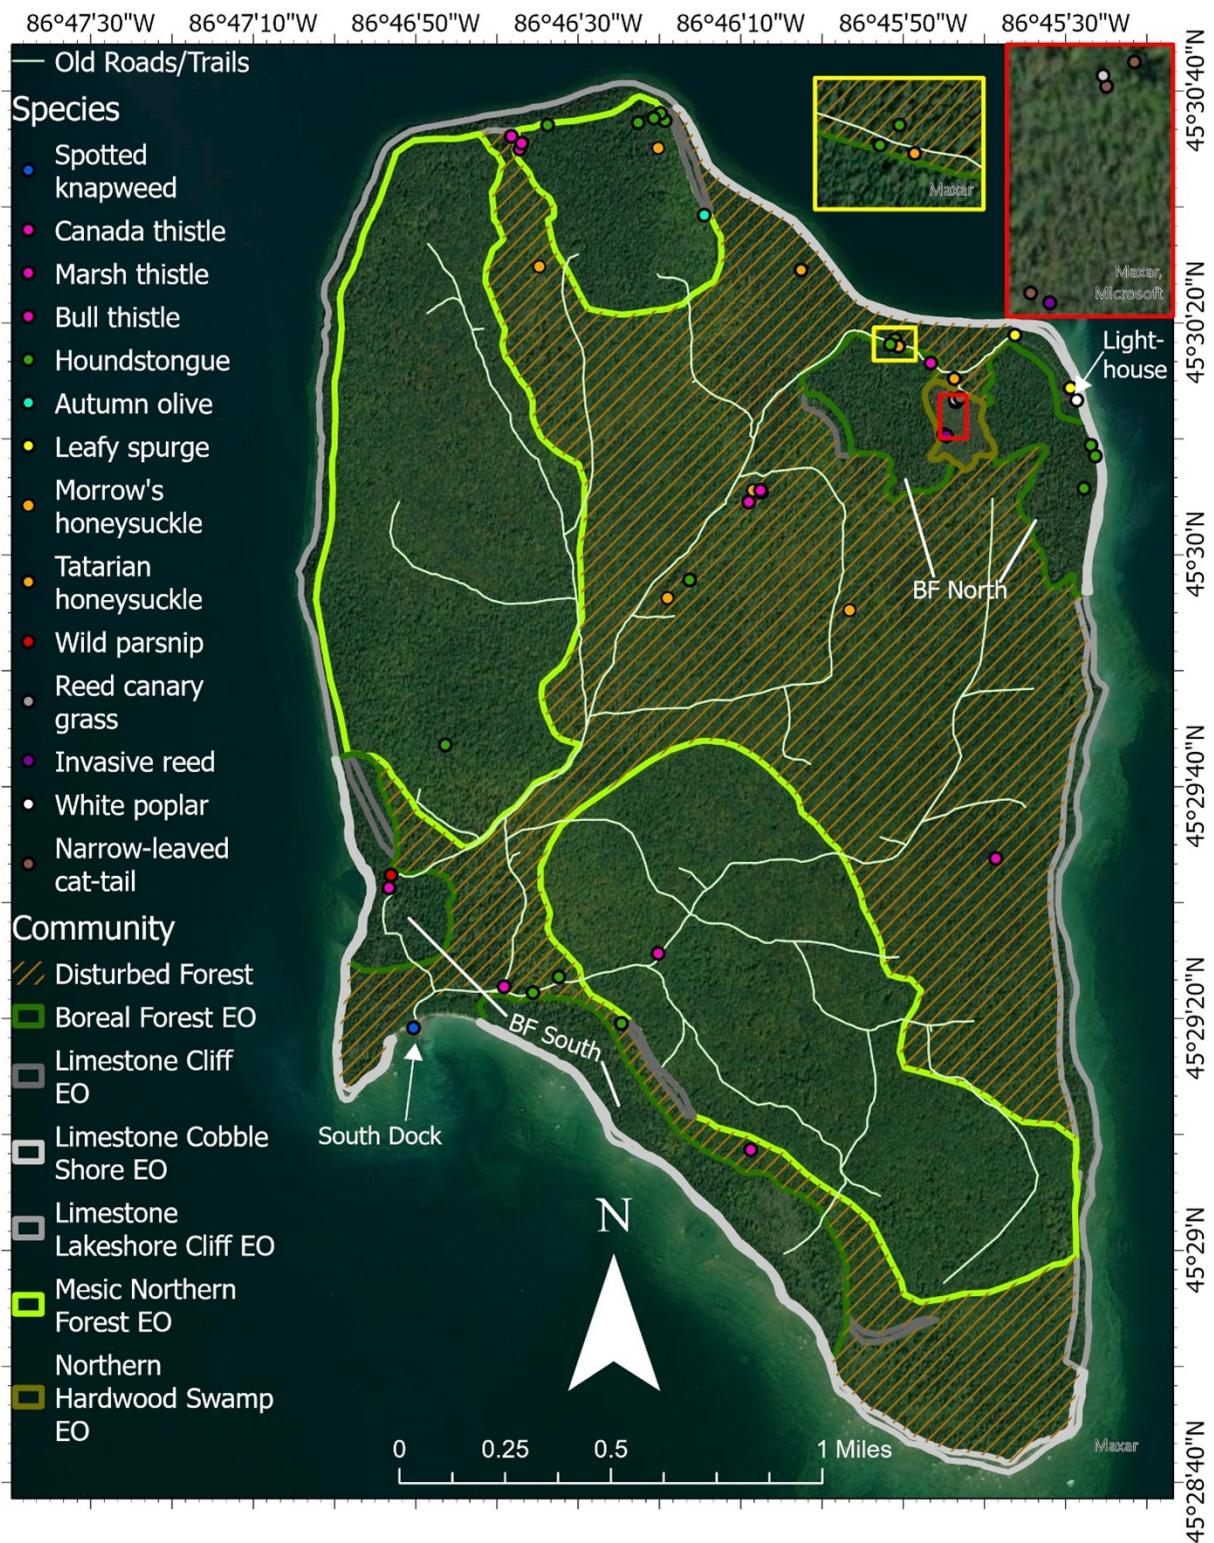 86°47'30"W
86°47'10"W
86°46'50"W
86°46'30"W
86°46'10"W
86°45'50"W
86°45'30"W
Old Roads/Trails
Species
Spotted
knapweed
Canada thistle
Marsh thistle
Bull thistle
Houndstongue
Autumn olive
Leafy spurge
Morrow's
honeysuckle
Tatarian
honeysuckle
Wild parsnip
Reed canary
grass
Invasive reed
White poplar
Narrow-leaved
cat-tail
Community
Disturbed Forest
Boreal Forest EO
Limestone Cliff
EO
Limestone Cobble
Shore EO
Limestone
Lakeshore Cliff EO
Mesic Northern
Forest EO
Northern
Hardwood Swamp
EO
Maxar
Maxar,
Microsoft
Light-
house
BF North
BF South
South Dock
N
0
0.25
0.5
1 Miles
Maxar
45°30'40"N
45°30'20"N
45°30'N
45°29'40"N
45°29'20"N
45°29'N
45°28'40"N